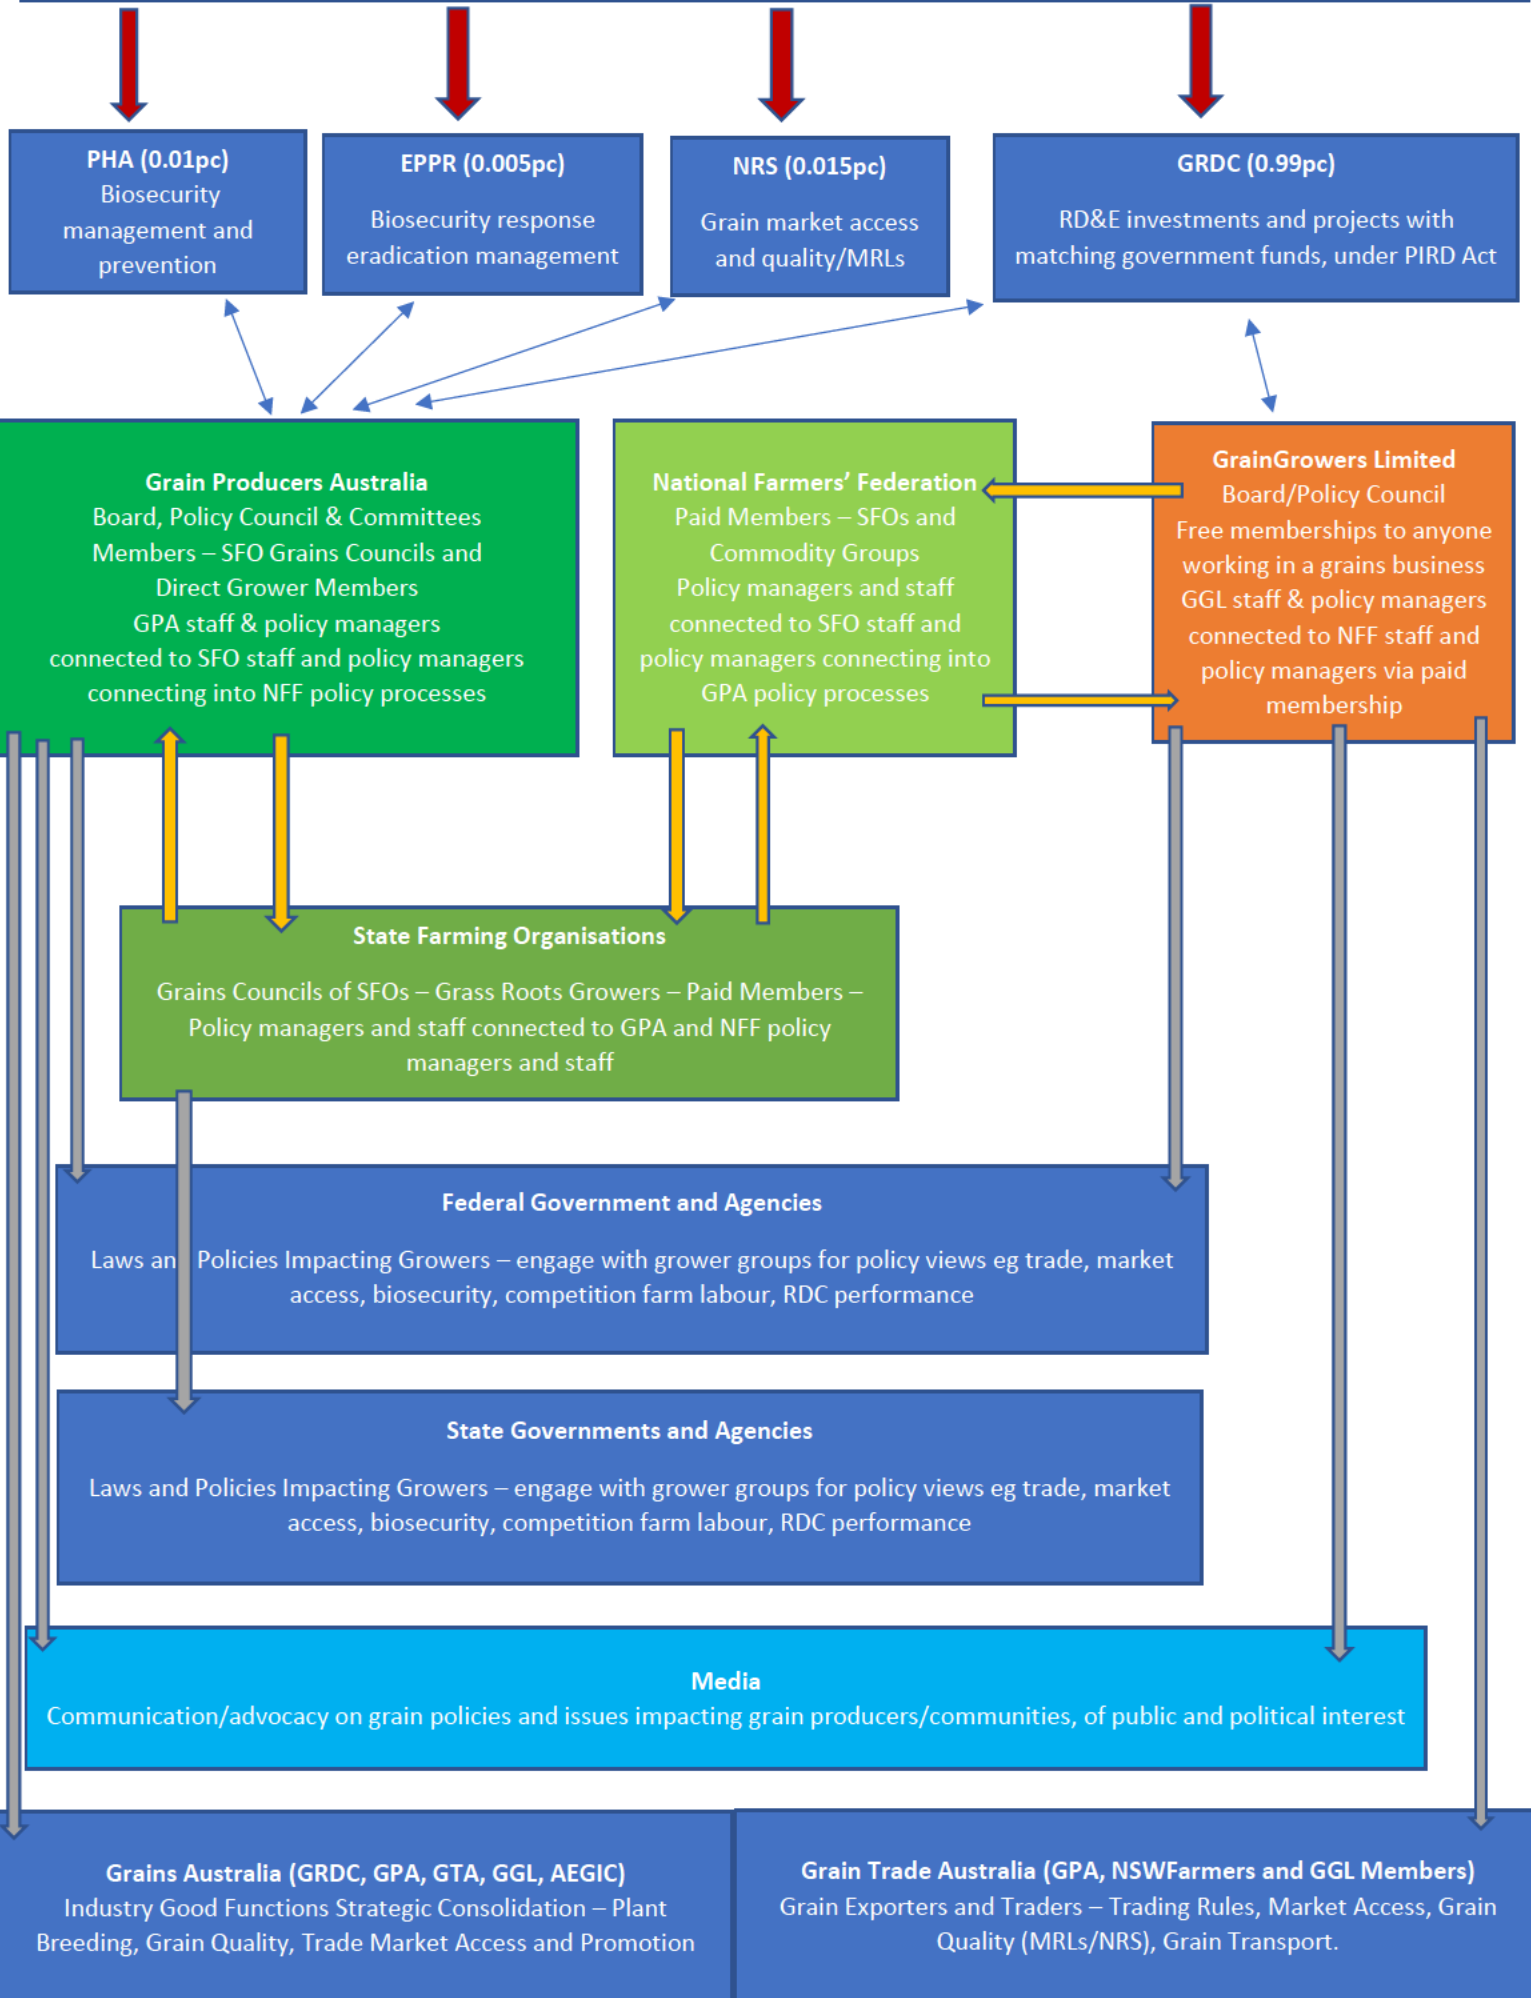 PHA (0.01pc)
Biosecurity
management and
prevention
EPPR (0.005pc)
Biosecurity response
eradication management
NRS (0.015pc)
Grain market access
and quality/MRLs
GRDC (0.99pc)
RD&E investments and projects with
matching government funds, under PIRD Act
Grain Producers Australia
Board, Policy Council & Committees
Members – SFO Grains Councils and
Direct Grower Members
GPA staff & policy managers
connected to SFO staff and policy managers
connecting into NFF policy processes
National Farmers’ Federation
Paid Members – SFOs and
Commodity Groups
Policy managers and staff
connected to SFO staff and
policy managers connecting into
GPA policy processes
GrainGrowers Limited
Board/Policy Council
Free memberships to anyone
working in a grains business
GGL staff & policy managers
connected to NFF staff and
policy managers via paid
membership
State Farming Organisations
Grains Councils of SFOs – Grass Roots Growers – Paid Members –
Policy managers and staff connected to GPA and NFF policy
managers and staff
Federal Government and Agencies
Laws an Policies Impacting Growers – engage with grower groups for policy views eg trade, market
access, biosecurity, competition farm labour, RDC performance
State Governments and Agencies
Laws and Policies Impacting Growers – engage with grower groups for policy views eg trade, market
access, biosecurity, competition farm labour, RDC performance
Media
Communication/advocacy on grain policies and issues impacting grain producers/communities, of public and political interest
Grains Australia (GRDC, GPA, GTA, GGL, AEGIC)
Industry Good Functions Strategic Consolidation – Plant
Breeding, Grain Quality, Trade Market Access and Promotion
Grain Trade Australia (GPA, NSWFarmers and GGL Members)
Grain Exporters and Traders – Trading Rules, Market Access, Grain
Quality (MRLs/NRS), Grain Transport.